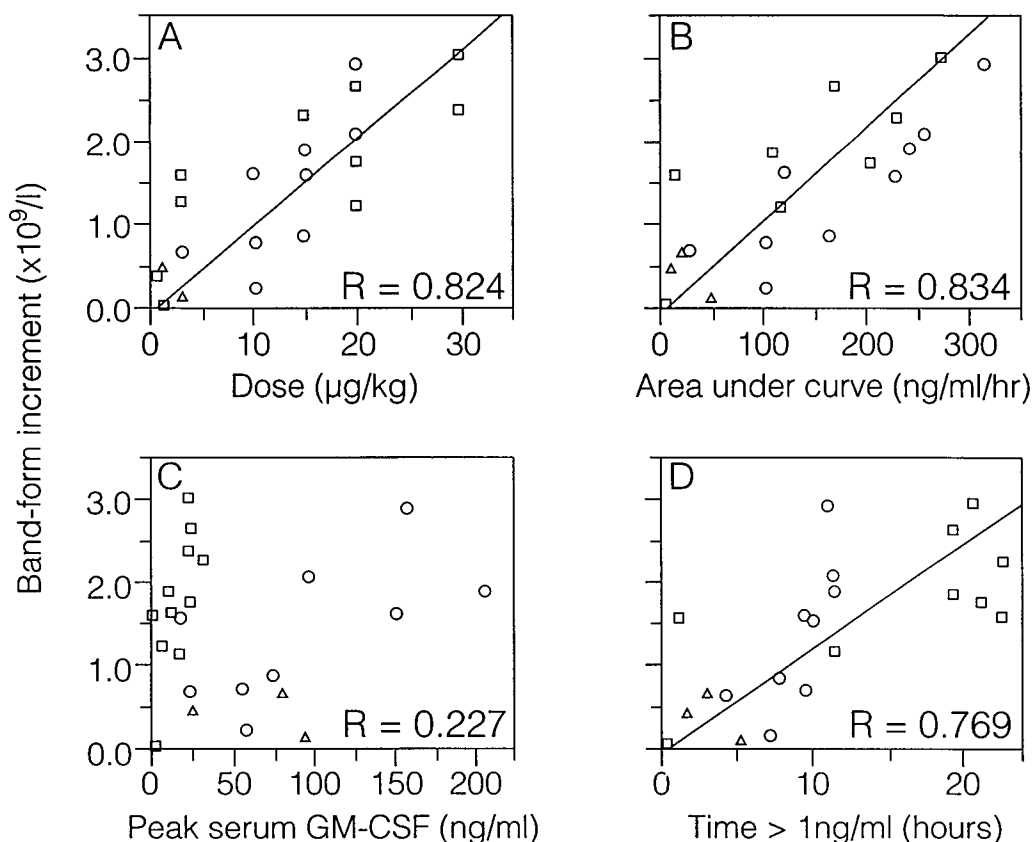 Band-form increment (x10⁹/l)
A
3.0
2.0
1.0
0.0
R = 0.824
0 10 20 30
Dose (µg/kg)
B
R = 0.834
0 100 200 300
Area under curve (ng/ml/hr)
C
3.0
2.0
1.0
0.0
R = 0.227
0 50 100 150 200
Peak serum GM-CSF (ng/ml)
D
R = 0.769
0 10 20
Time > 1ng/ml (hours)